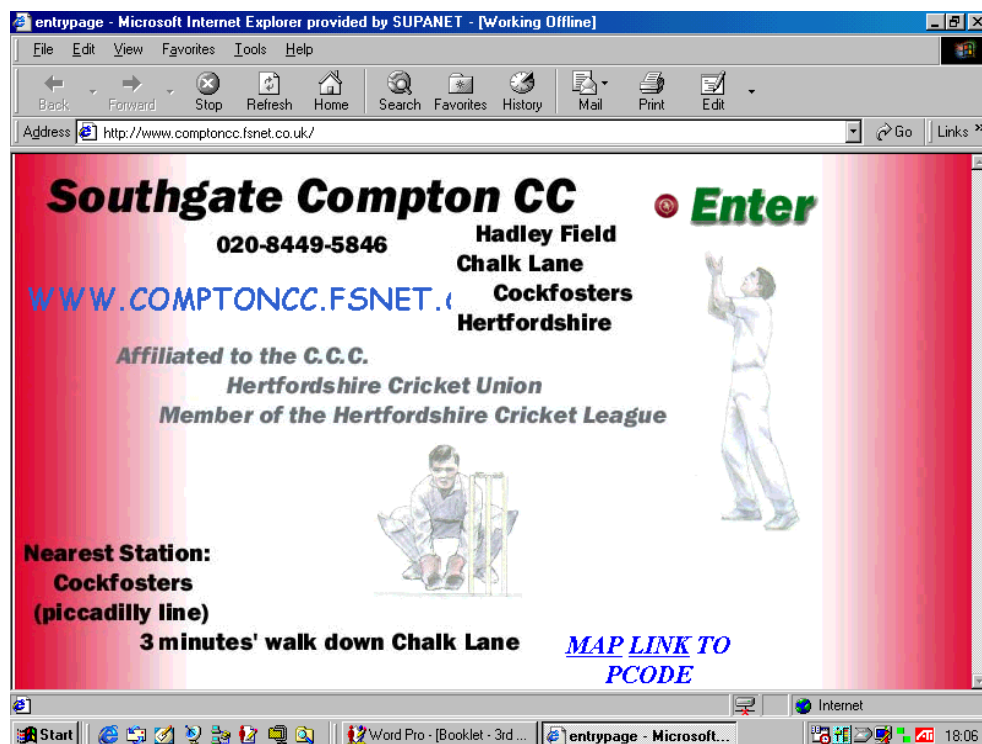 entrypage - Microsoft Internet Explorer provided by SUPANET - [Working Offline]
File Edit View Favorites Tools Help
Back Forward Stop Refresh Home Search Favorites History Mail Print Edit
Address http://www.comptoncc.fsnet.co.uk/ Go Links »
Southgate Compton CC
Enter
020-8449-5846
Hadley Field
Chalk Lane
Cockfosters
Hertfordshire
WWW.COMPTONCC.FSNET.
Affiliated to the C.C.C.
Hertfordshire Cricket Union
Member of the Hertfordshire Cricket League
Nearest Station:
Cockfosters
(piccadilly line)
3 minutes' walk down Chalk Lane
MAP LINK TO
PCODE
Internet
Start Word Pro - [Booklet - 3rd ... entrypage - Microsoft... ATI 18:06